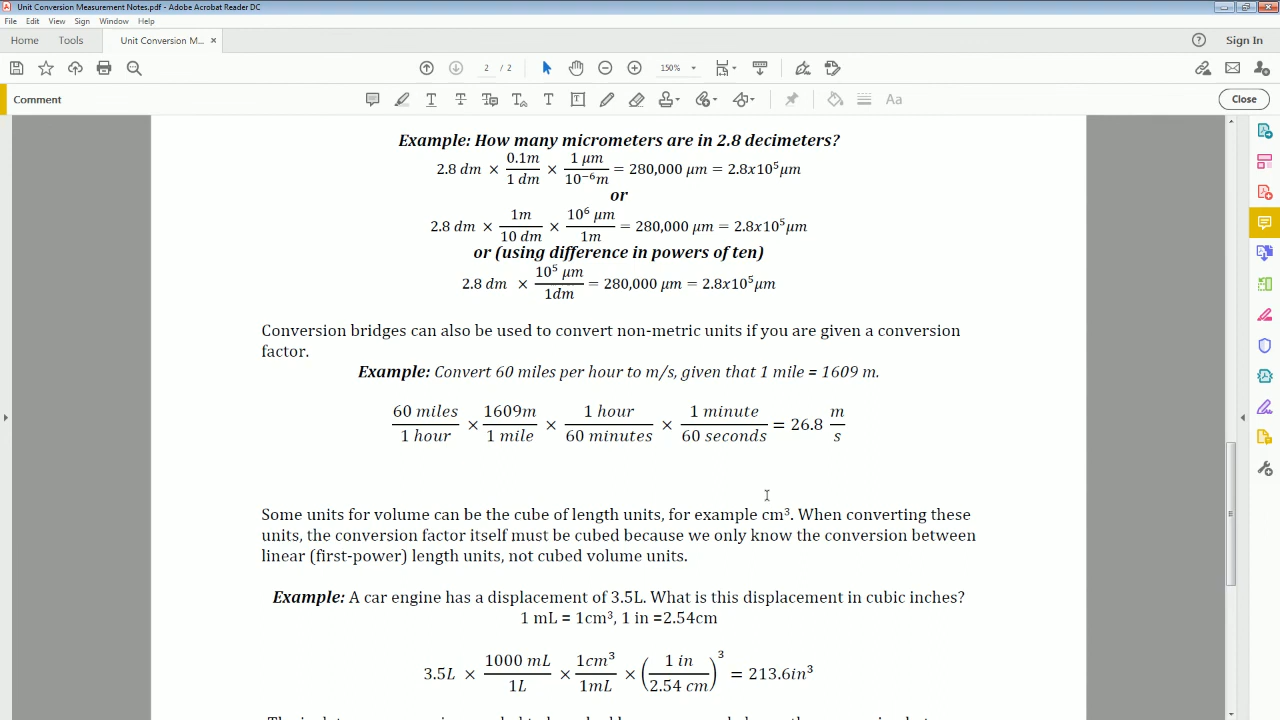 Unit Conversion Measurement Notes.pdf - Adobe Acrobat Reader DC
File Edit View Sign Window Help
Home Tools Unit Conversion M... × Sign In
2 / 2 150%
Comment Aa Close
Example: How many micrometers are in 2.8 decimeters?
2.8 dm × 0.1m/1 dm × 1 μm/10⁻⁶m = 280,000 μm = 2.8x10⁵μm
or
2.8 dm × 1m/10 dm × 10⁶ μm/1m = 280,000 μm = 2.8x10⁵μm
or (using difference in powers of ten)
2.8 dm × 10⁵ μm/1dm = 280,000 μm = 2.8x10⁵μm
Conversion bridges can also be used to convert non-metric units if you are given a conversion
factor.
Example: Convert 60 miles per hour to m/s, given that 1 mile = 1609 m.
60 miles/1 hour × 1609m/1 mile × 1 hour/60 minutes × 1 minute/60 seconds = 26.8 m/s
Some units for volume can be the cube of length units, for example cm³. When converting these
units, the conversion factor itself must be cubed because we only know the conversion between
linear (first-power) length units, not cubed volume units.
Example: A car engine has a displacement of 3.5L. What is this displacement in cubic inches?
1 mL = 1cm³, 1 in =2.54cm
3.5L × 1000 mL/1L × 1cm³/1mL × (1 in/2.54 cm)³ = 213.6in³